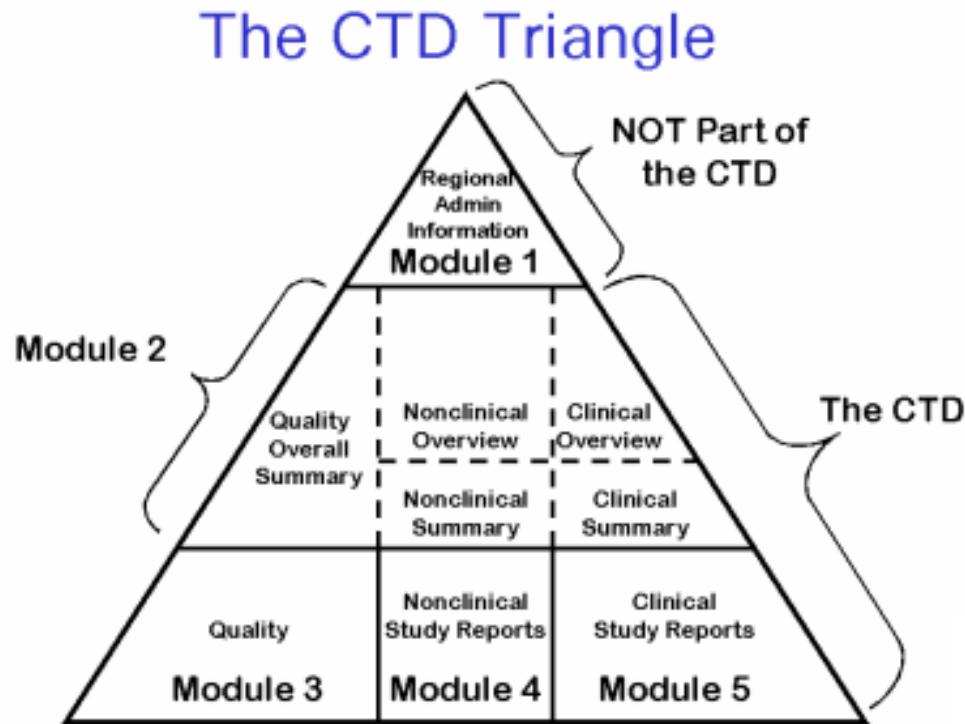 The CTD Triangle
NOT Part of
the CTD
Regional
Admin
Information
Module 1
Module 2
The CTD
Quality
Overall
Summary
Nonclinical
Overview
Clinical
Overview
Nonclinical
Summary
Clinical
Summary
Quality
Module 3
Nonclinical
Study Reports
Module 4
Clinical
Study Reports
Module 5